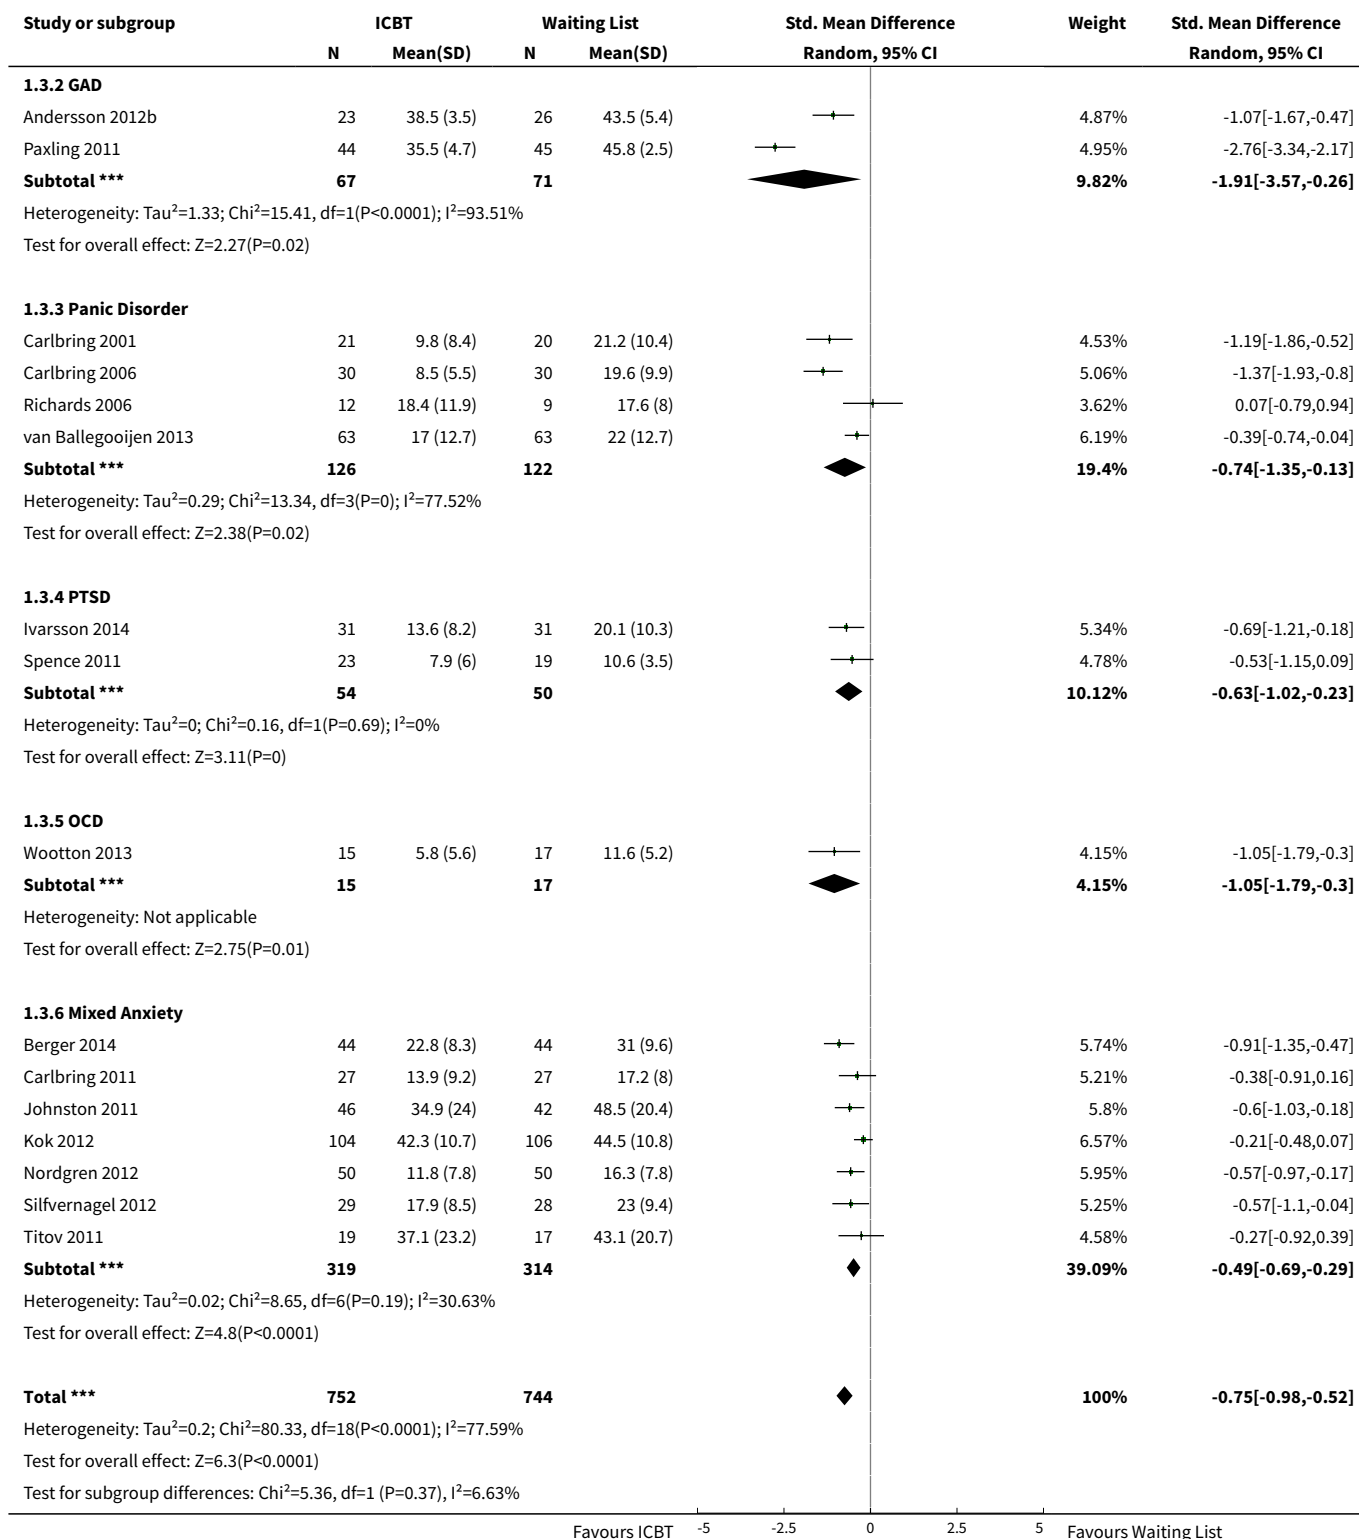 Study or subgroup ICBT Waiting List Std. Mean Difference Weight Std. Mean Difference
N Mean(SD) N Mean(SD) Random, 95% CI Random, 95% CI
1.3.2 GAD
Andersson 2012b 23 38.5 (3.5) 26 43.5 (5.4) 4.87% -1.07[-1.67,-0.47]
Paxling 2011 44 35.5 (4.7) 45 45.8 (2.5) 4.95% -2.76[-3.34,-2.17]
Subtotal *** 67 71 9.82% -1.91[-3.57,-0.26]
Heterogeneity: Tau²=1.33; Chi²=15.41, df=1(P<0.0001); I²=93.51%
Test for overall effect: Z=2.27(P=0.02)
1.3.3 Panic Disorder
Carlbring 2001 21 9.8 (8.4) 20 21.2 (10.4) 4.53% -1.19[-1.86,-0.52]
Carlbring 2006 30 8.5 (5.5) 30 19.6 (9.9) 5.06% -1.37[-1.93,-0.8]
Richards 2006 12 18.4 (11.9) 9 17.6 (8) 3.62% 0.07[-0.79,0.94]
van Ballegooijen 2013 63 17 (12.7) 63 22 (12.7) 6.19% -0.39[-0.74,-0.04]
Subtotal *** 126 122 19.4% -0.74[-1.35,-0.13]
Heterogeneity: Tau²=0.29; Chi²=13.34, df=3(P=0); I²=77.52%
Test for overall effect: Z=2.38(P=0.02)
1.3.4 PTSD
Ivarsson 2014 31 13.6 (8.2) 31 20.1 (10.3) 5.34% -0.69[-1.21,-0.18]
Spence 2011 23 7.9 (6) 19 10.6 (3.5) 4.78% -0.53[-1.15,0.09]
Subtotal *** 54 50 10.12% -0.63[-1.02,-0.23]
Heterogeneity: Tau²=0; Chi²=0.16, df=1(P=0.69); I²=0%
Test for overall effect: Z=3.11(P=0)
1.3.5 OCD
Wootton 2013 15 5.8 (5.6) 17 11.6 (5.2) 4.15% -1.05[-1.79,-0.3]
Subtotal *** 15 17 4.15% -1.05[-1.79,-0.3]
Heterogeneity: Not applicable
Test for overall effect: Z=2.75(P=0.01)
1.3.6 Mixed Anxiety
Berger 2014 44 22.8 (8.3) 44 31 (9.6) 5.74% -0.91[-1.35,-0.47]
Carlbring 2011 27 13.9 (9.2) 27 17.2 (8) 5.21% -0.38[-0.91,0.16]
Johnston 2011 46 34.9 (24) 42 48.5 (20.4) 5.8% -0.6[-1.03,-0.18]
Kok 2012 104 42.3 (10.7) 106 44.5 (10.8) 6.57% -0.21[-0.48,0.07]
Nordgren 2012 50 11.8 (7.8) 50 16.3 (7.8) 5.95% -0.57[-0.97,-0.17]
Silfvernagel 2012 29 17.9 (8.5) 28 23 (9.4) 5.25% -0.57[-1.1,-0.04]
Titov 2011 19 37.1 (23.2) 17 43.1 (20.7) 4.58% -0.27[-0.92,0.39]
Subtotal *** 319 314 39.09% -0.49[-0.69,-0.29]
Heterogeneity: Tau²=0.02; Chi²=8.65, df=6(P=0.19); I²=30.63%
Test for overall effect: Z=4.8(P<0.0001)
Total *** 752 744 100% -0.75[-0.98,-0.52]
Heterogeneity: Tau²=0.2; Chi²=80.33, df=18(P<0.0001); I²=77.59%
Test for overall effect: Z=6.3(P<0.0001)
Test for subgroup differences: Chi²=5.36, df=1 (P=0.37), I²=6.63%
Favours ICBT -5 -2.5 0 2.5 5 Favours Waiting List